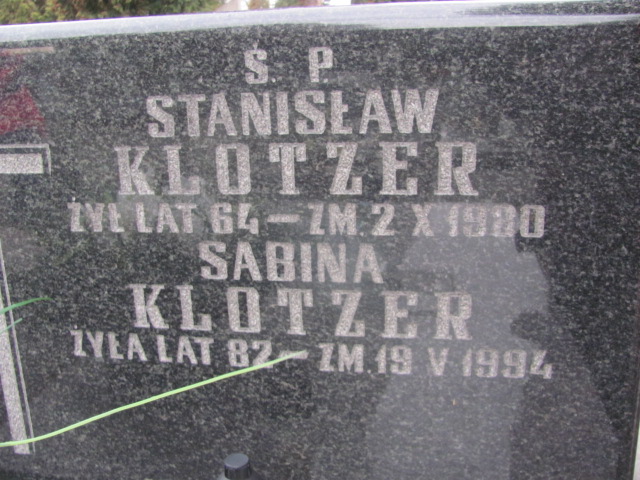 Ś. P.
STANISŁAW
KLOTZER
ŻYŁ LAT 64 – ZM. 2 X 1980
SABINA
KLOTZER
ŻYŁA LAT 82 – ZM. 19 V 1994